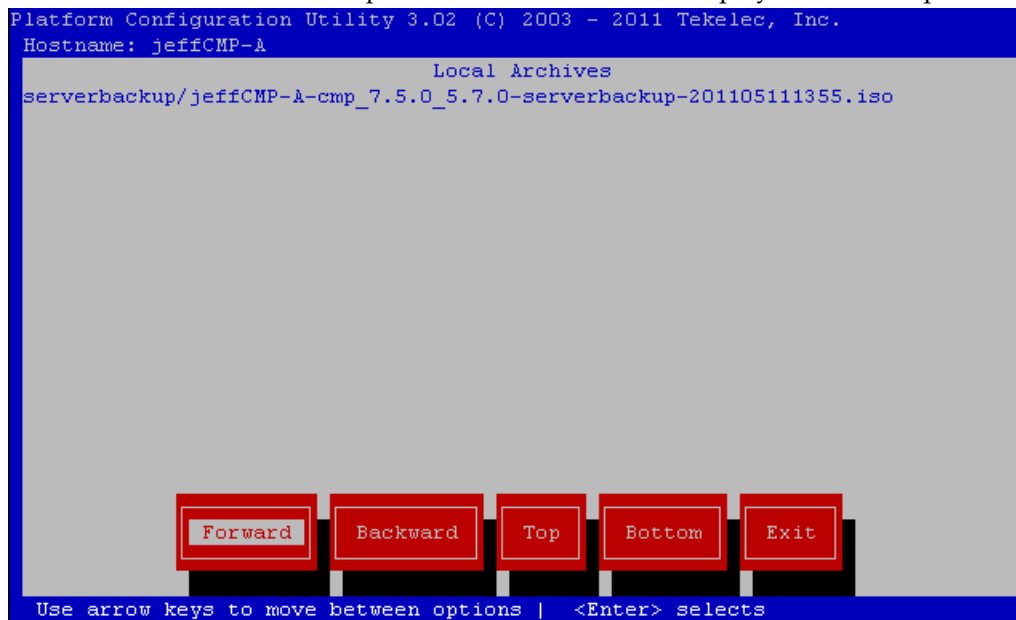 Platform Configuration Utility 3.02 (C) 2003 - 2011 Tekelec, Inc.
Hostname: jeffCMP-A
Local Archives
serverbackup/jeffCMP-A-cmp_7.5.0_5.7.0-serverbackup-201105111355.iso
Forward Backward Top Bottom Exit
Use arrow keys to move between options | <Enter> selects